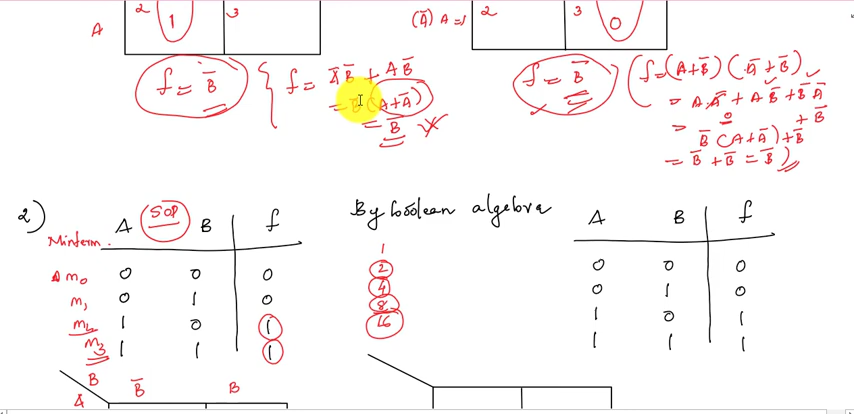 2 3 (Ā) A=1 2 3
A 1 0
f = B̄ { f = ĀB̄ + AB̄ f = B̄ ( f = (A+B̄) (Ā+B̄)
= B̄ (A+Ā) = A.Ā + AB̄ + B̄Ā
= B̄ 0 + B̄
= B̄ (A+Ā) + B̄
= B̄ + B̄ = B̄ )
2) SOP By boolean algebra
Minterm A B f 1 A B f
m₀ 0 0 0 2 0 0 0
m₁ 0 1 0 4 0 1 0
m₂ 1 0 1 8 1 0 1
m₃ 1 1 1 16 1 1 1
B B̄ B
A